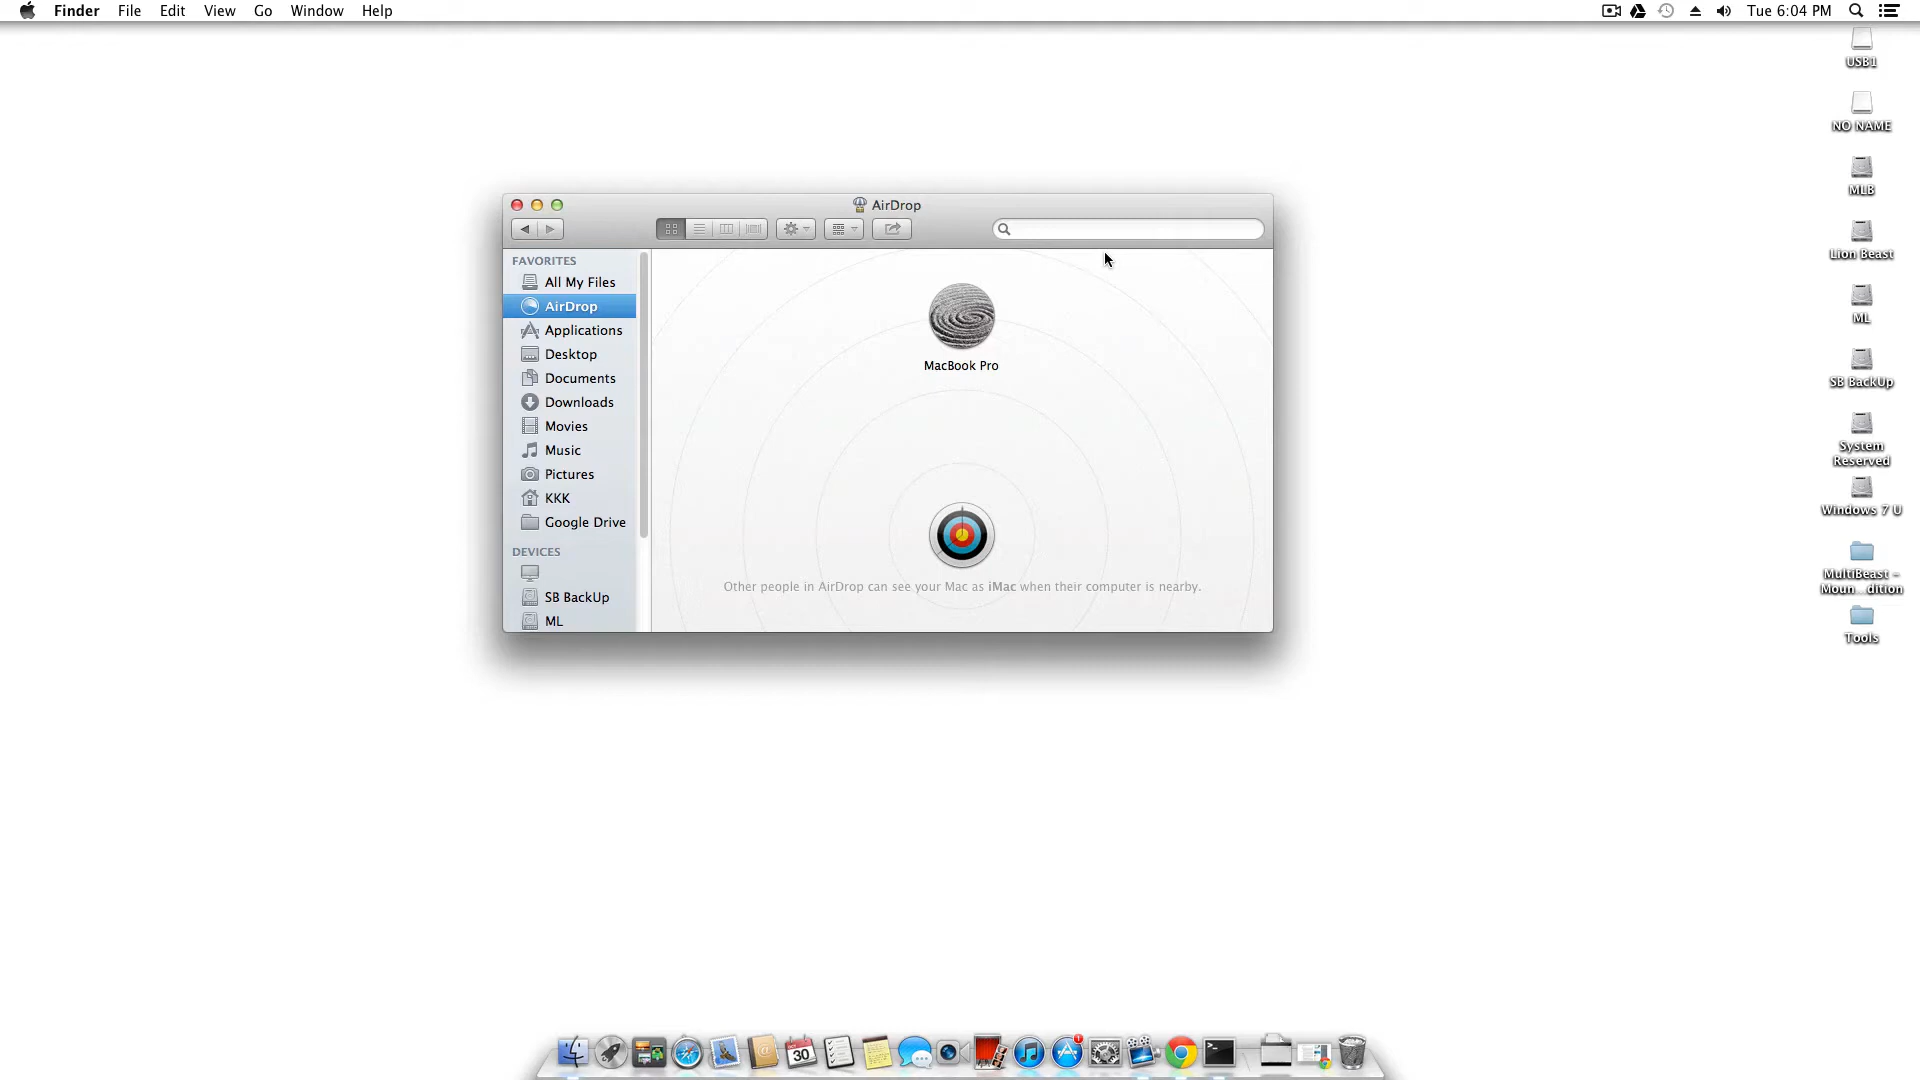 Finder File Edit View Go Window Help Tue 6:04 PM
USB1
NO NAME
MLB
Lion Beast
ML
SB BackUp
System
Reserved
Windows 7 U
MultiBeast –
Moun...dition
Tools
AirDrop
FAVORITES
All My Files
AirDrop
Applications
Desktop
Documents
Downloads
Movies
Music
Pictures
KKK
Google Drive
DEVICES
SB BackUp
ML
MacBook Pro
Other people in AirDrop can see your Mac as iMac when their computer is nearby.
30
1